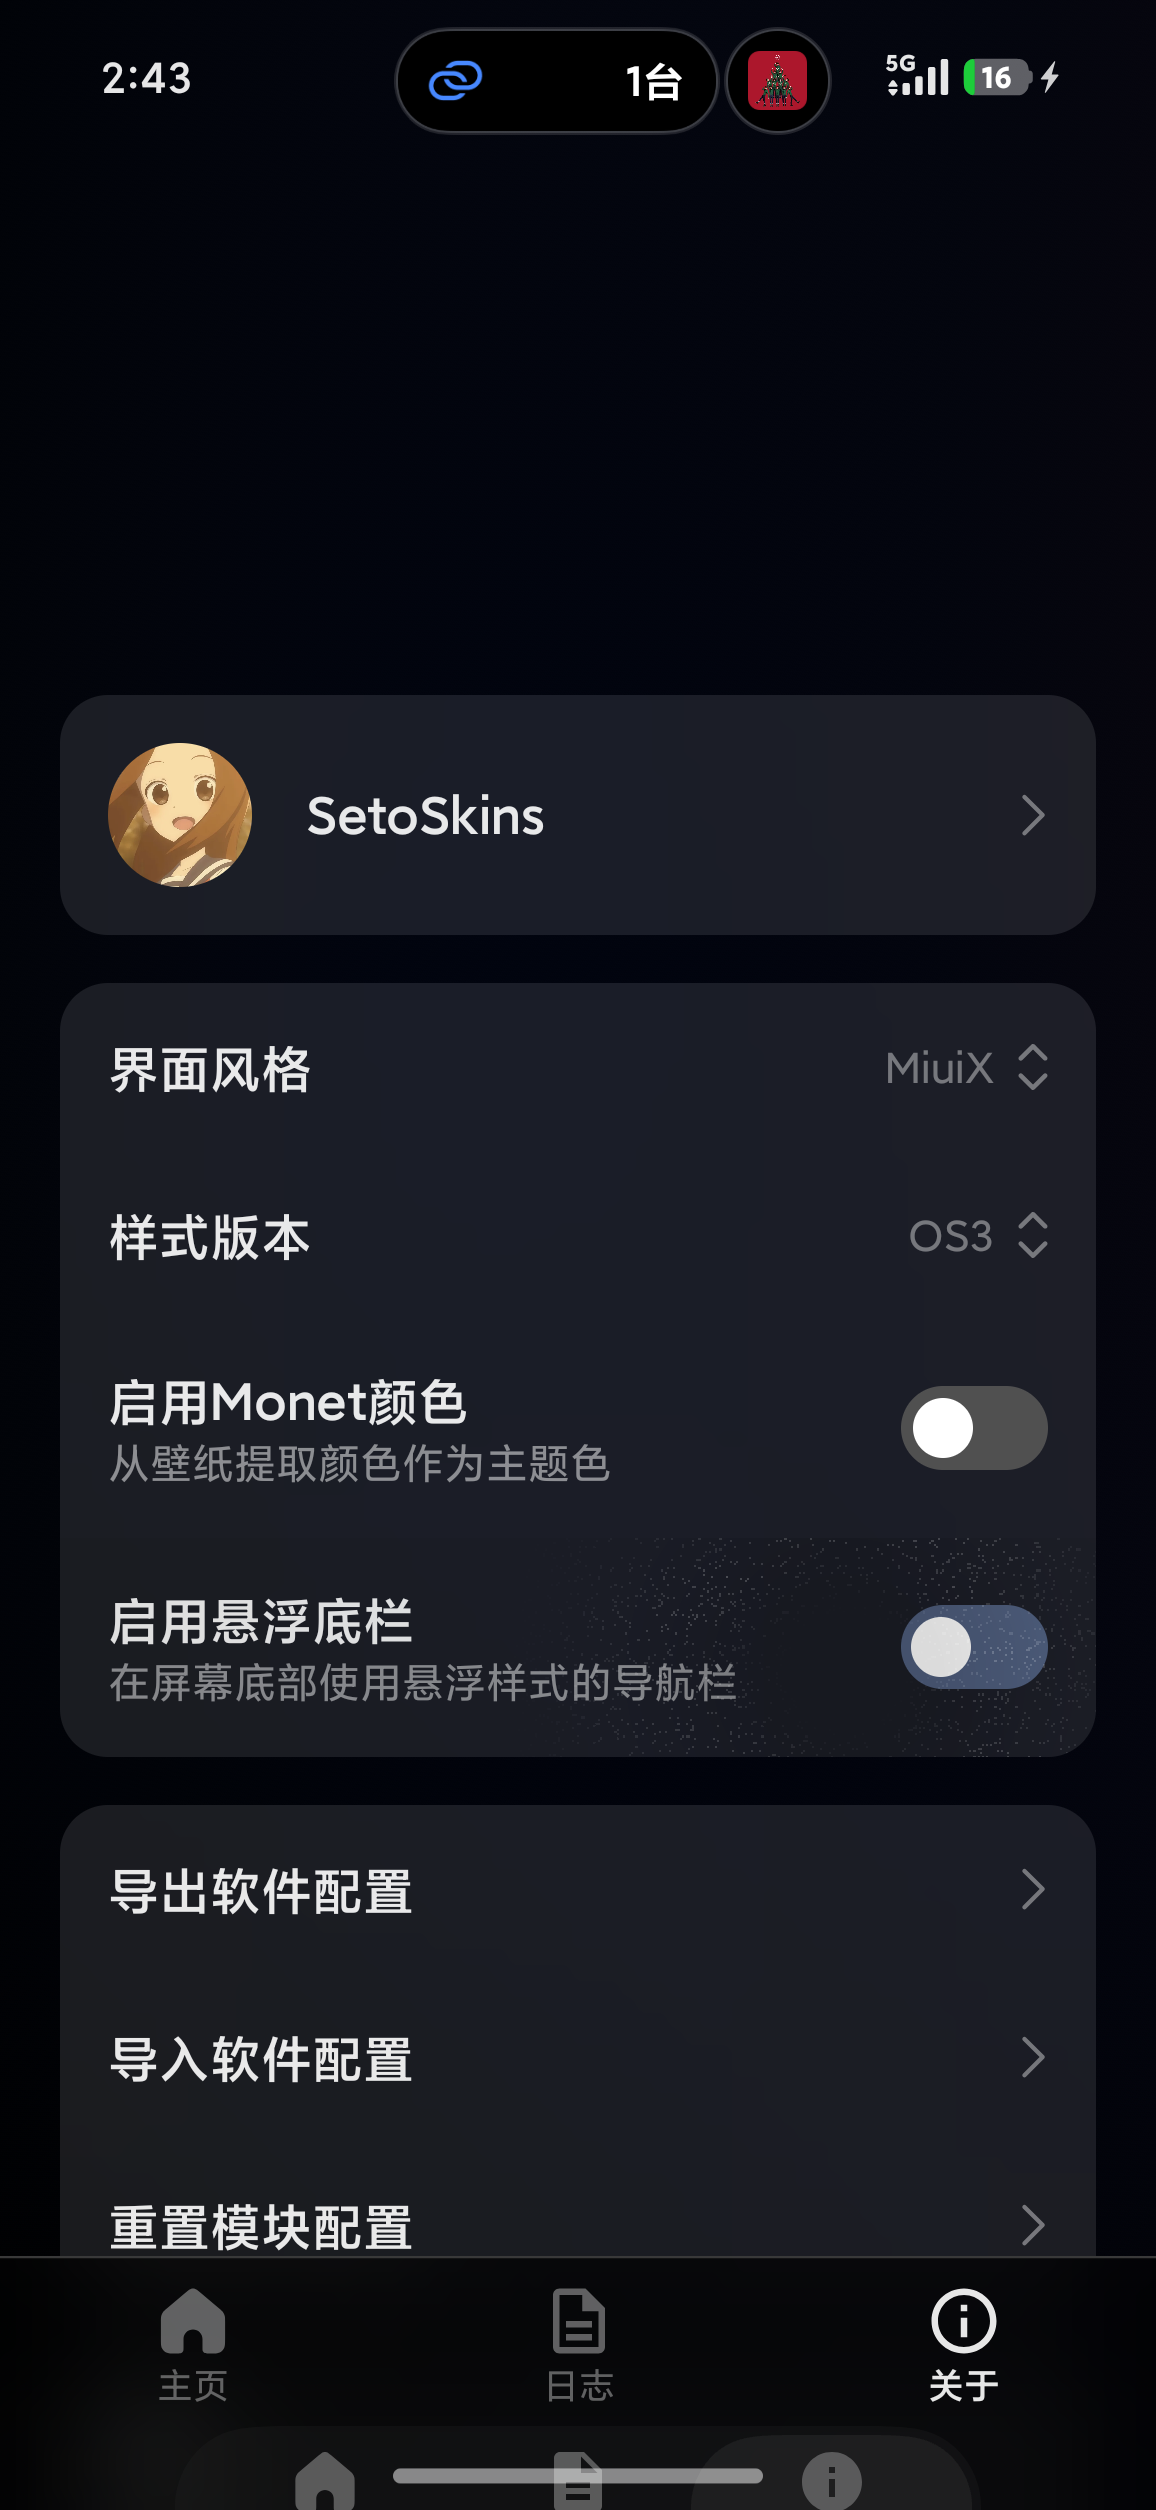 2:43
1台
5G
16
SetoSkins
界面风格
MiuiX
样式版本
OS3
启用Monet颜色
从壁纸提取颜色作为主题色
启用悬浮底栏
在屏幕底部使用悬浮样式的导航栏
导出软件配置
导入软件配置
重置模块配置
主页
日志
关于